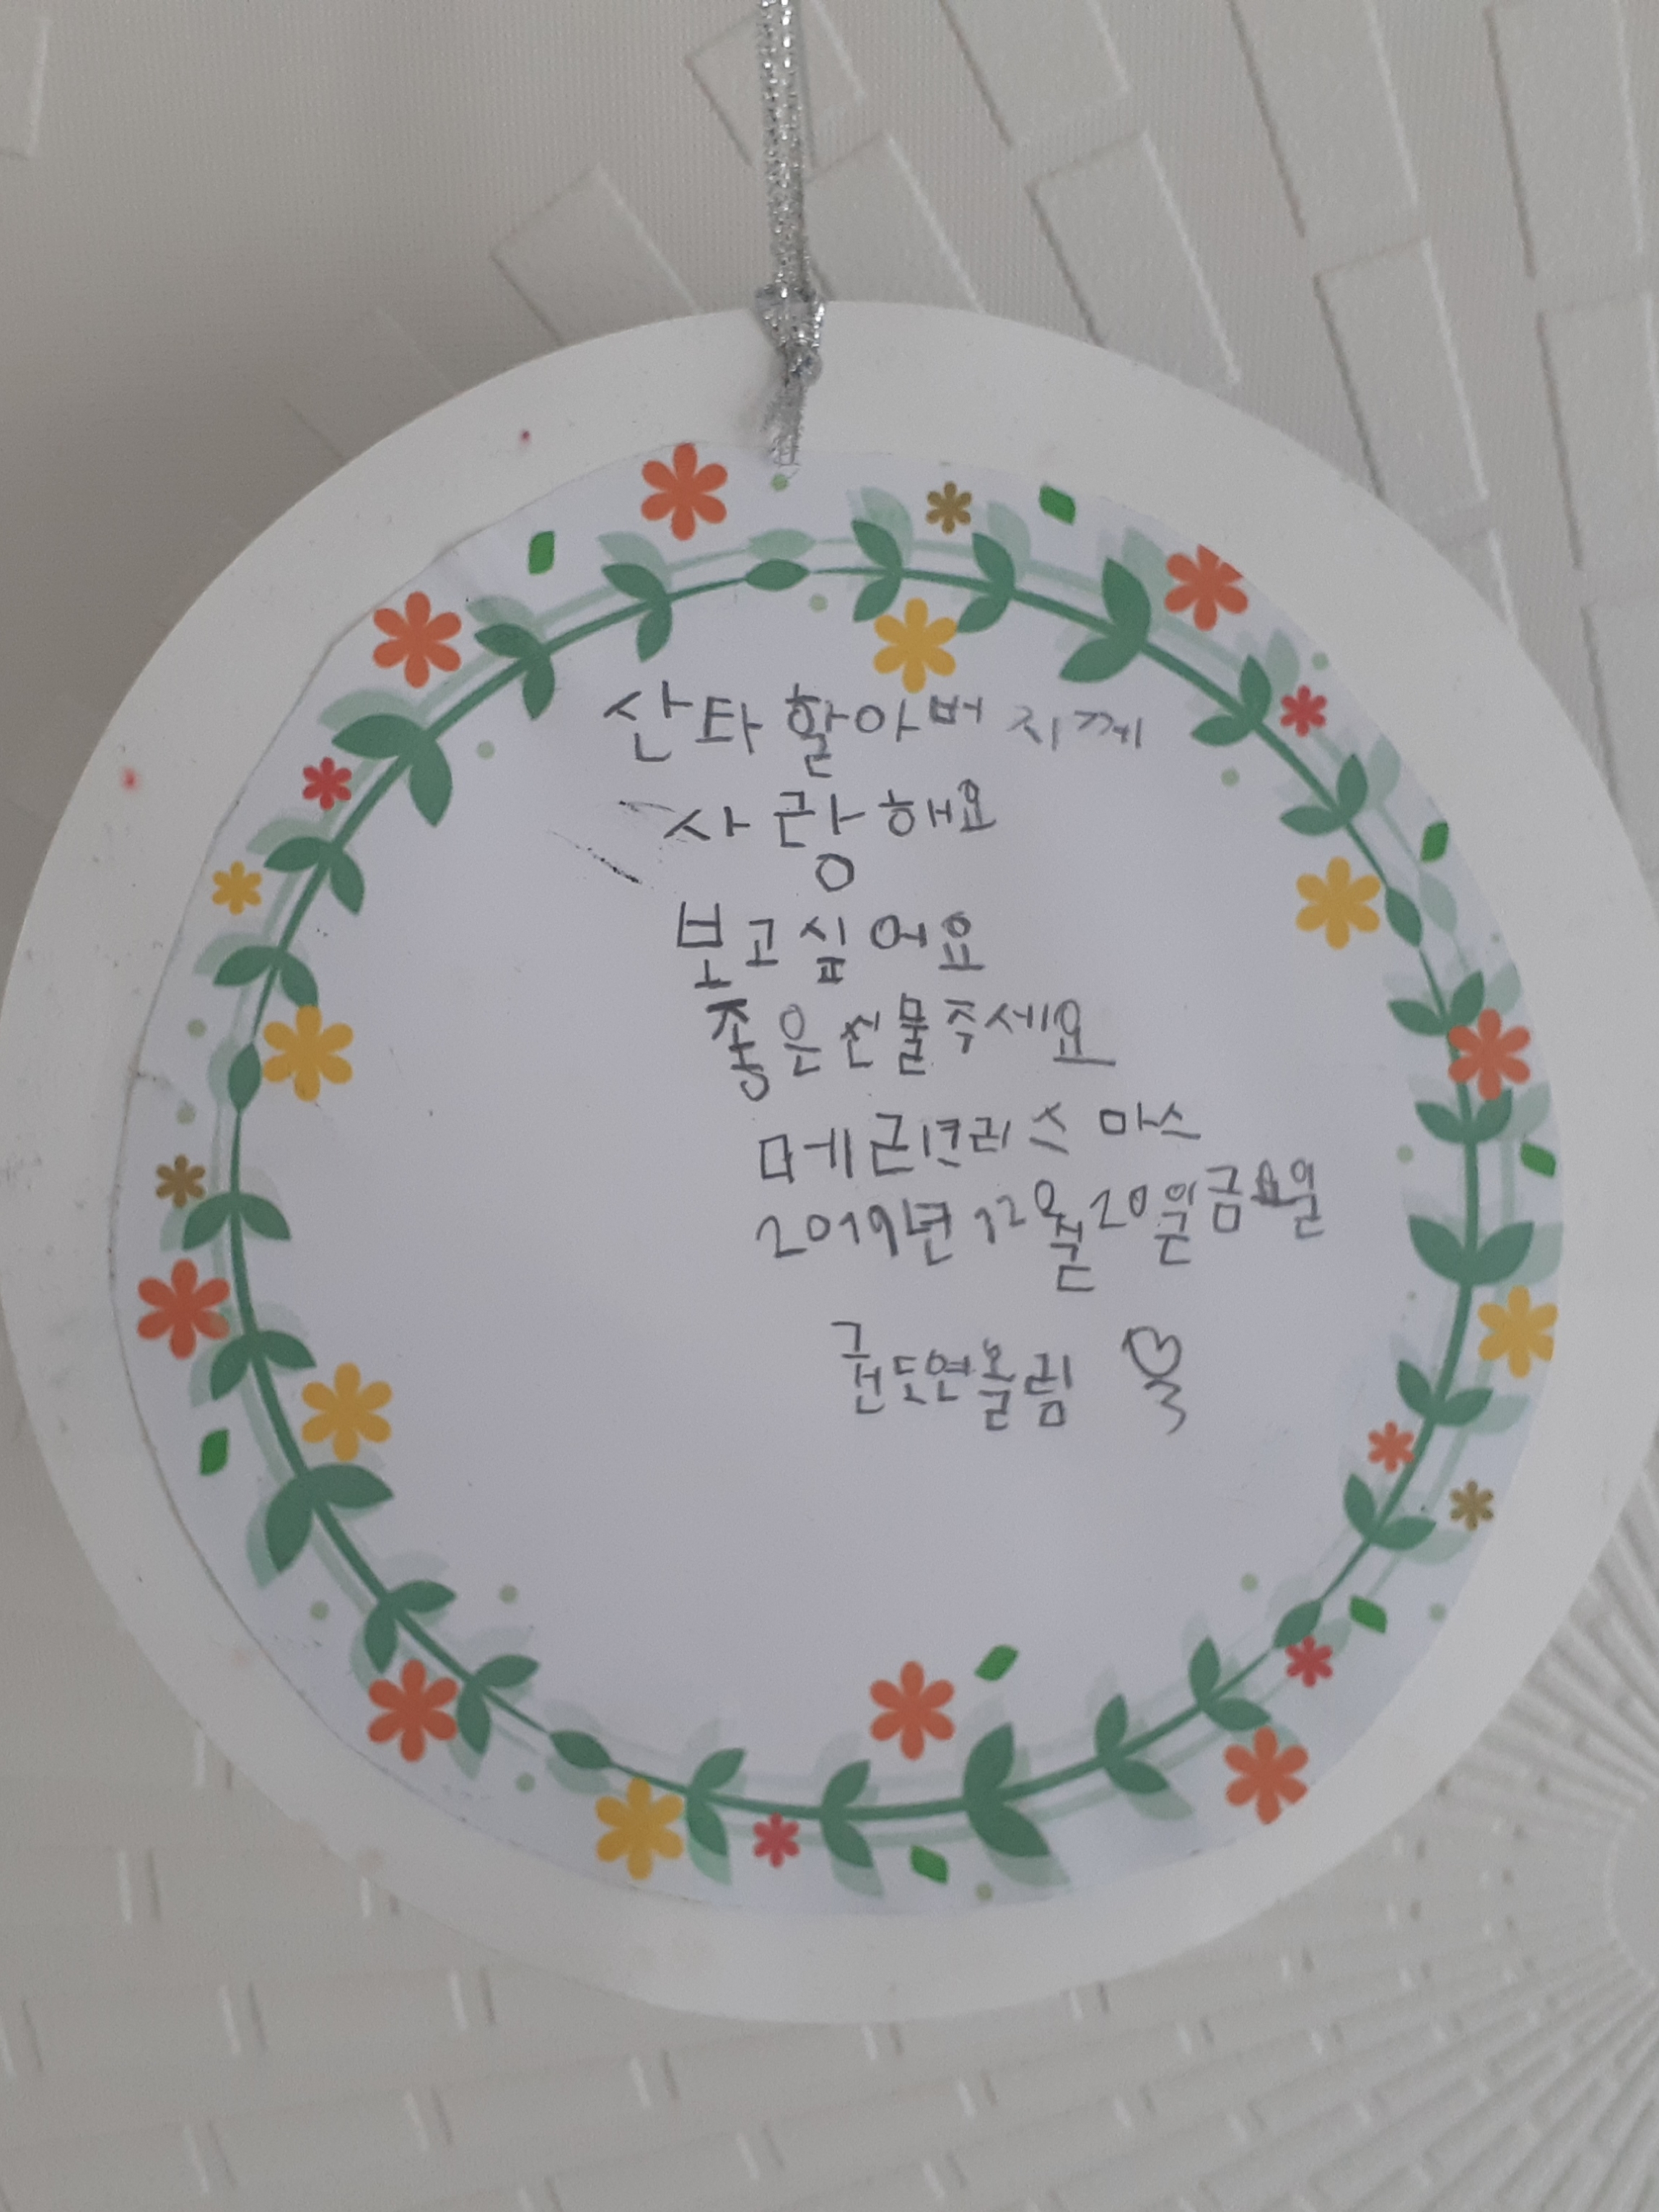 산타할아버지께
사랑해요
보고십어요
좋은선물주세요
메리크리스마스
2019년 12월 20일금요일
권도연올림